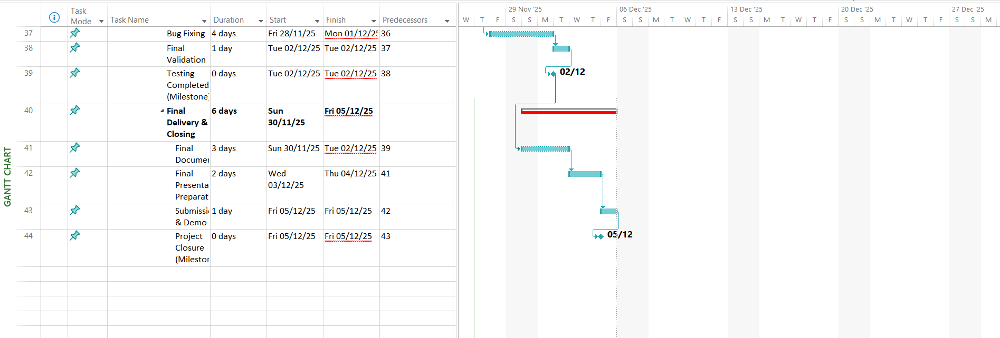 Task Mode Task Name Duration Start Finish Predecessors
29 Nov '25 06 Dec '25 13 Dec '25 20 Dec '25 27 Dec '25
W T F S S M T W T F S S M T W T F S S M T W T F S S M T W T F S S M
GANTT CHART
37 Bug Fixing 4 days Fri 28/11/25 Mon 01/12/25 36
38 Final Validation 1 day Tue 02/12/25 Tue 02/12/25 37
39 Testing Completed (Milestone) 0 days Tue 02/12/25 Tue 02/12/25 38
02/12
40 Final Delivery & Closing 6 days Sun 30/11/25 Fri 05/12/25
41 Final Documen 3 days Sun 30/11/25 Tue 02/12/25 39
42 Final Presenta Preparat 2 days Wed 03/12/25 Thu 04/12/25 41
43 Submissi & Demo 1 day Fri 05/12/25 Fri 05/12/25 42
44 Project Closure (Mileston 0 days Fri 05/12/25 Fri 05/12/25 43
05/12